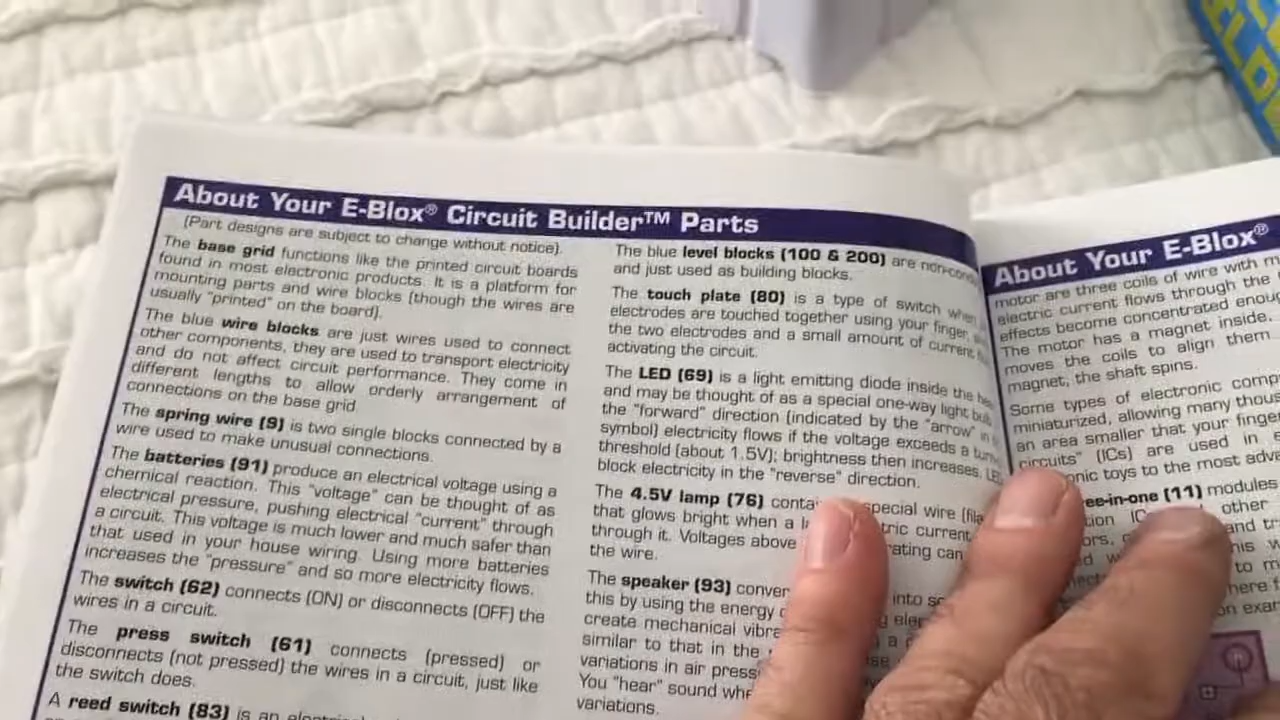 About Your E-Blox® Circuit Builder™ Parts
(Part designs are subject to change without notice).
The base grid functions like the printed circuit boards
found in most electronic products. It is a platform for
mounting parts and wire blocks (though the wires are
usually "printed" on the board).
The blue wire blocks are just wires used to connect
other components, they are used to transport electricity
and do not affect circuit performance. They come in
different lengths to allow orderly arrangement of
connections on the base grid.
The spring wire (9) is two single blocks connected by a
wire used to make unusual connections.
The batteries (91) produce an electrical voltage using a
chemical reaction. This "voltage" can be thought of as
electrical pressure, pushing electrical "current" through
a circuit. This voltage is much lower and much safer than
that used in your house wiring. Using more batteries
increases the "pressure" and so more electricity flows.
The switch (62) connects (ON) or disconnects (OFF) the
wires in a circuit.
The press switch (61) connects (pressed) or
disconnects (not pressed) the wires in a circuit, just like
the switch does.
A reed switch (83) is an
The blue level blocks (100 & 200) are
and just used as building blocks.
The touch plate (80) is a type of switch
electrodes are touched together using your finger,
the two electrodes and a small amount of current
activating the circuit.
The LED (69) is a light emitting diode inside the
and may be thought of as a special one-way light
the "forward" direction (indicated by the "arrow" in
symbol) electricity flows if the voltage exceeds a
threshold (about 1.5V); brightness then increases.
block electricity in the "reverse" direction.
The 4.5V lamp (76) special wire
that glows bright when a current
through it. Voltages above rating can
the wire.
The speaker (93) into
this by using the energy
create mechanical
similar to that in the
variations in air
You "hear" sound
variations.
About Your E-Blox®
motor are three coils of wire with
electric current flows through the
effects become concentrated
The motor has a magnet inside.
moves the coils to align them
magnet, the shaft spins.
Some types of electronic
miniaturized, allowing many
an area smaller that your
circuits" (ICs) are used in
toys to the most
(11) modules
other
and
to